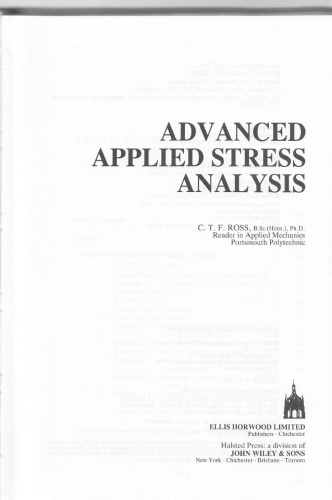 ADVANCED
APPLIED STRESS
ANALYSIS
C. T. F. ROSS, B.Sc.(Hons.), Ph.D.
Reader in Applied Mechanics
Portsmouth Polytechnic
ELLIS HORWOOD LIMITED
Publishers · Chichester
Halsted Press: a division of
JOHN WILEY & SONS
New York · Chichester · Brisbane · Toronto